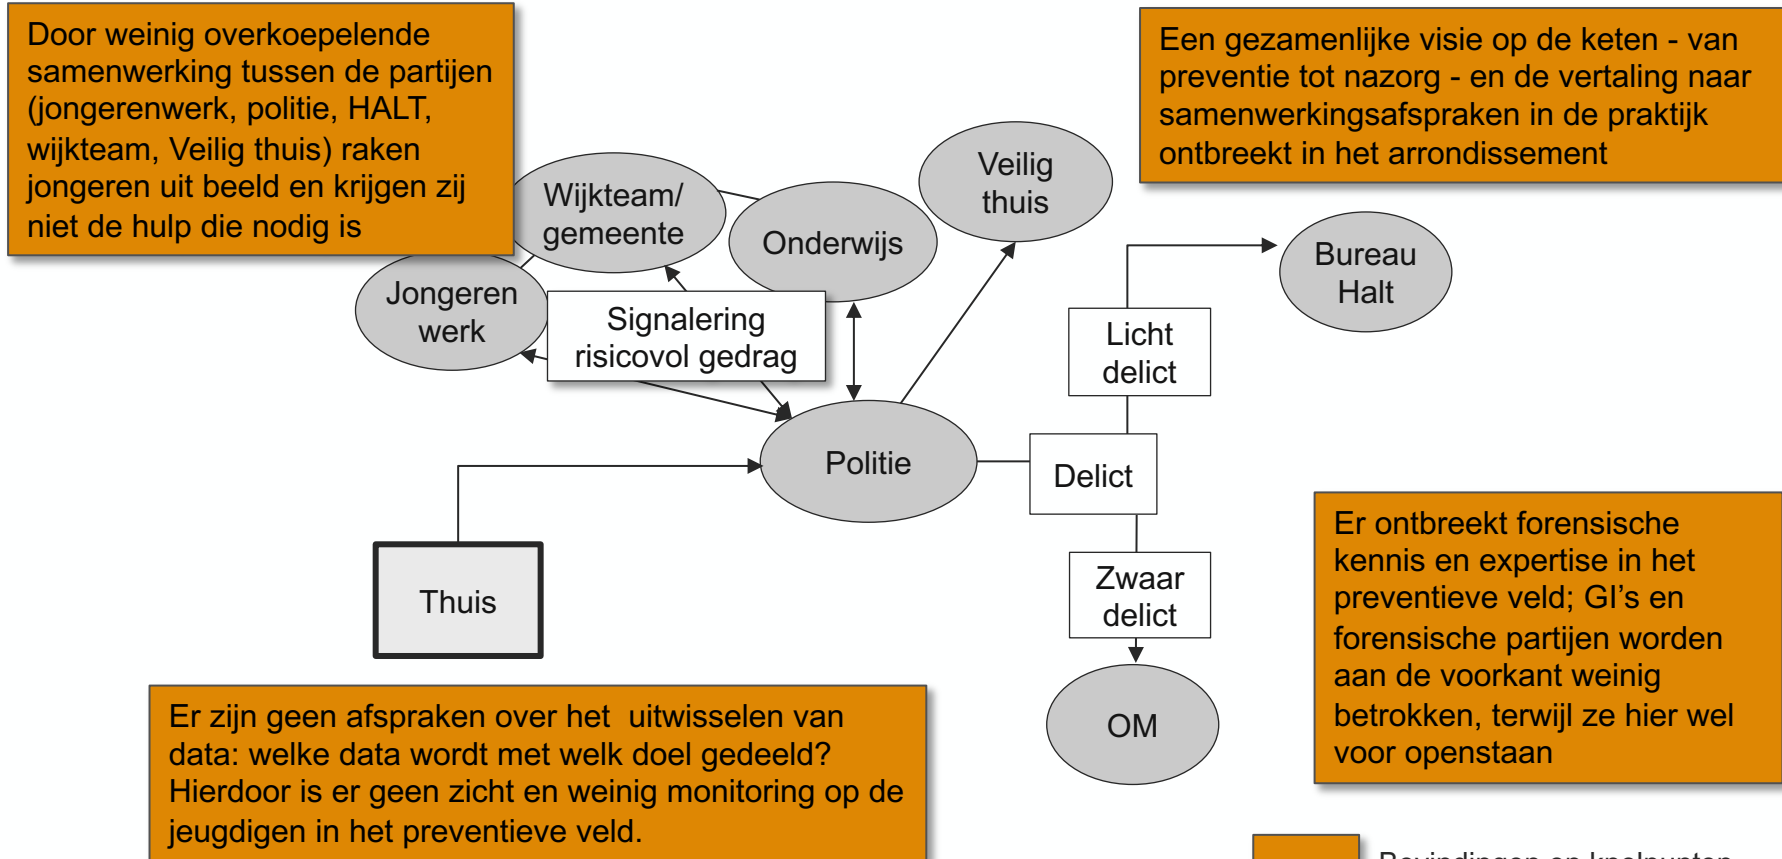 Door weinig overkoepelende
samenwerking tussen de partijen
(jongerenwerk, politie, HALT,
wijkteam, Veilig thuis) raken
jongeren uit beeld en krijgen zij
niet de hulp die nodig is
Een gezamenlijke visie op de keten - van
preventie tot nazorg - en de vertaling naar
samenwerkingsafspraken in de praktijk
ontbreekt in het arrondissement
Wijkteam/
gemeente
Onderwijs
Veilig
thuis
Bureau
Halt
Jongeren
werk
Signalering
risicovol gedrag
Licht
delict
Politie
Delict
Thuis
Zwaar
delict
OM
Er ontbreekt forensische
kennis en expertise in het
preventieve veld; GI’s en
forensische partijen worden
aan de voorkant weinig
betrokken, terwijl ze hier wel
voor openstaan
Er zijn geen afspraken over het  uitwisselen van
data: welke data wordt met welk doel gedeeld?
Hierdoor is er geen zicht en weinig monitoring op de
jeugdigen in het preventieve veld.
Bevindingen en knelpunten